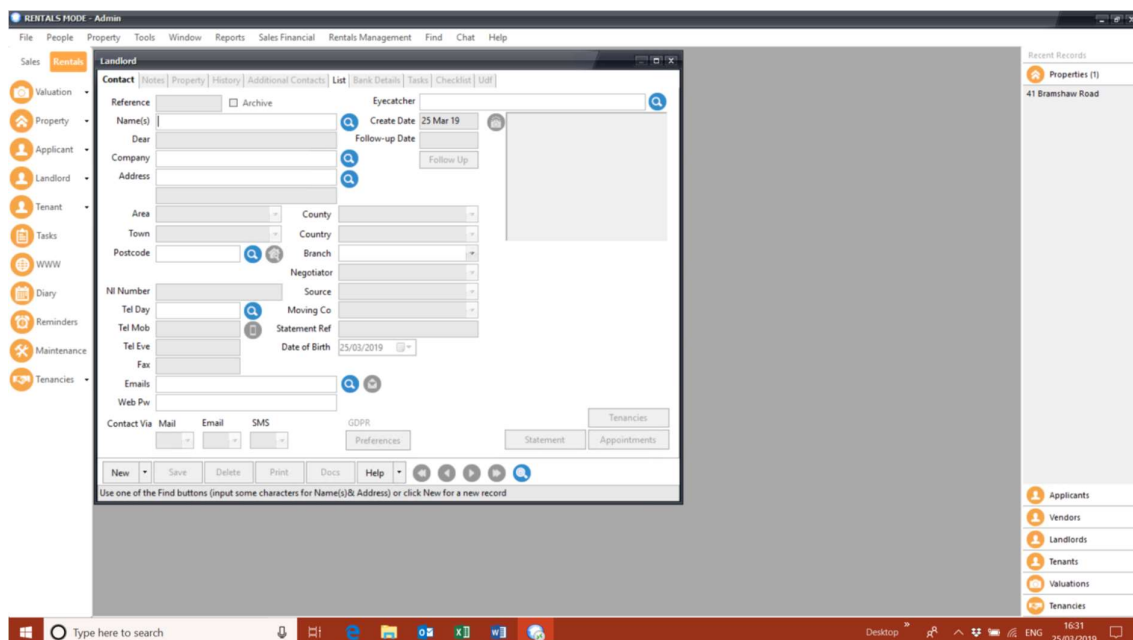 RENTALS MODE - Admin
File People Property Tools Window Reports Sales Financial Rentals Management Find Chat Help
Sales Rentals
Valuation
Property
Applicant
Landlord
Tenant
Tasks
WWW
Diary
Reminders
Maintenance
Tenancies
Landlord
Contact Notes Property History Additional Contacts List Bank Details Tasks Checklist Udf
Reference Archive Eyecatcher
Name(s) Create Date 25 Mar 19
Dear Follow-up Date
Company Follow Up
Address
Area County
Town Country
Postcode Branch
Negotiator
NI Number Source
Tel Day Moving Co
Tel Mob Statement Ref
Tel Eve Date of Birth 25/03/2019
Fax
Emails
Web Pw
Contact Via Mail Email SMS GDPR Tenancies
Preferences Statement Appointments
New Save Delete Print Docs Help
Use one of the Find buttons (input some characters for Name(s)& Address) or click New for a new record
Recent Records
Properties (1)
41 Bramshaw Road
Applicants
Vendors
Landlords
Tenants
Valuations
Tenancies
Type here to search
Desktop ENG 16:31
25/03/2019